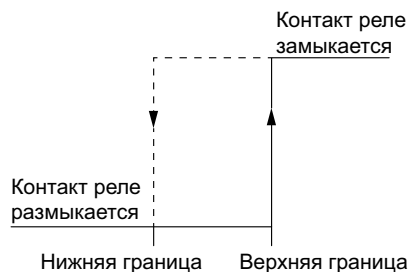 Контакт реле
замыкается
Контакт реле
размыкается
Нижняя граница
Верхняя граница